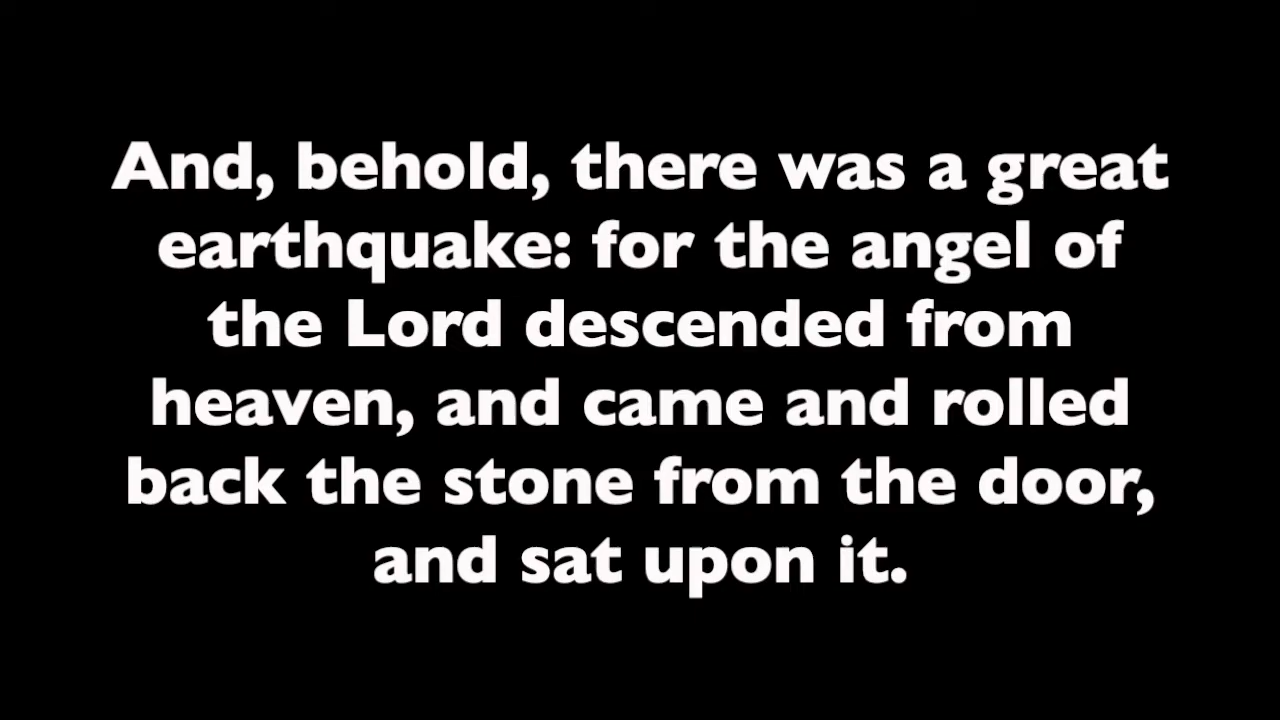 And, behold, there was a great
earthquake: for the angel of
the Lord descended from
heaven, and came and rolled
back the stone from the door,
and sat upon it.